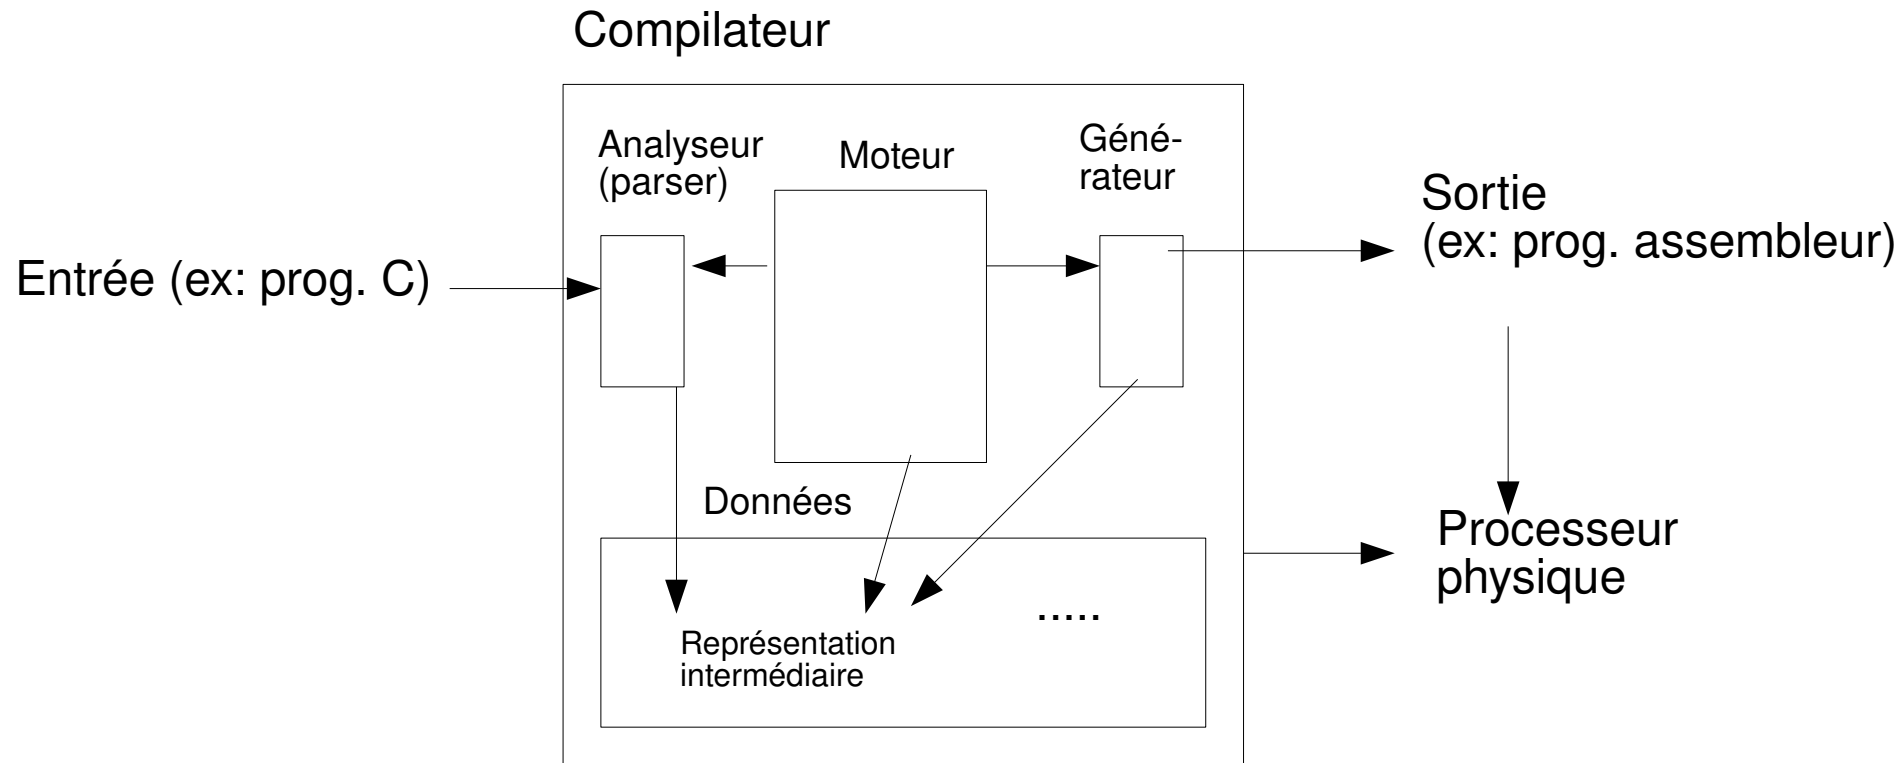 Compilateur
Analyseur
(parser)
Moteur
Géné-
rateur
Entrée (ex: prog. C)
Sortie
(ex: prog. assembleur)
Données
Processeur
physique
.....
Représentation
intermédiaire